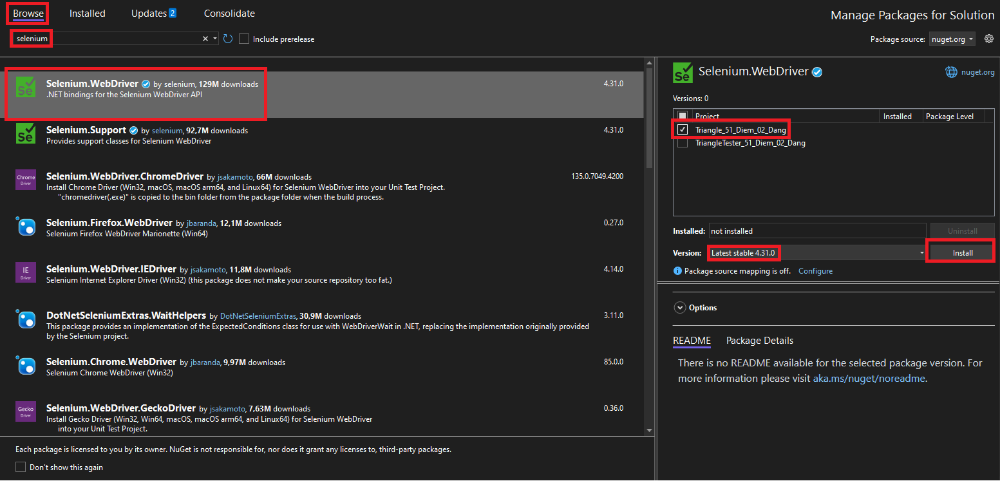 Browse Installed Updates 2 Consolidate
Manage Packages for Solution
selenium
Include prerelease
Package source: nuget.org
Se
Selenium.WebDriver by selenium, 129M downloads
4.31.0
.NET bindings for the Selenium WebDriver API
Se
Selenium.Support by selenium, 92,7M downloads
4.31.0
Provides support classes for Selenium WebDriver
Chrome
Driver
Selenium.WebDriver.ChromeDriver by jsakamoto, 66M downloads
135.0.7049.4200
Install Chrome Driver (Win32, macOS, macOS arm64, and Linux64) for Selenium WebDriver into your Unit Test Project.
"chromedriver(.exe)" is copied to the bin folder from the package folder when the build process.
Selenium.Firefox.WebDriver by jbaranda, 12,1M downloads
0.27.0
Selenium Firefox WebDriver Marionette (Win64)
IE
Driver
Selenium.WebDriver.IEDriver by jsakamoto, 11,8M downloads
4.14.0
Selenium Internet Explorer Driver (Win32) (this package does not make your source repository too fat.)
DotNetSeleniumExtras.WaitHelpers by DotNetSeleniumExtras, 30,9M downloads
3.11.0
This package provides an implementation of the ExpectedConditions class for use with WebDriverWait in .NET, replacing the implementation originally provided
by the Selenium project.
Selenium.Chrome.WebDriver by jbaranda, 9,97M downloads
85.0.0
Selenium Chrome WebDriver (Win32)
Gecko
Driver
Selenium.WebDriver.GeckoDriver by jsakamoto, 7,63M downloads
0.36.0
Install Gecko Driver (Win32, Win64, macOS, macOS arm64, and Linux64) for Selenium WebDriver
into your Unit Test Project.
Each package is licensed to you by its owner. NuGet is not responsible for, nor does it grant any licenses to, third-party packages.
Don't show this again
Se
Selenium.WebDriver
nuget.org
Versions: 0
Project Installed Package Level
Triangle_51_Diem_02_Dang
TriangleTester_51_Diem_02_Dang
Installed: not installed Uninstall
Version: Latest stable 4.31.0 Install
Package source mapping is off. Configure
Options
README Package Details
There is no README available for the selected package version. For
more information please visit aka.ms/nuget/noreadme.